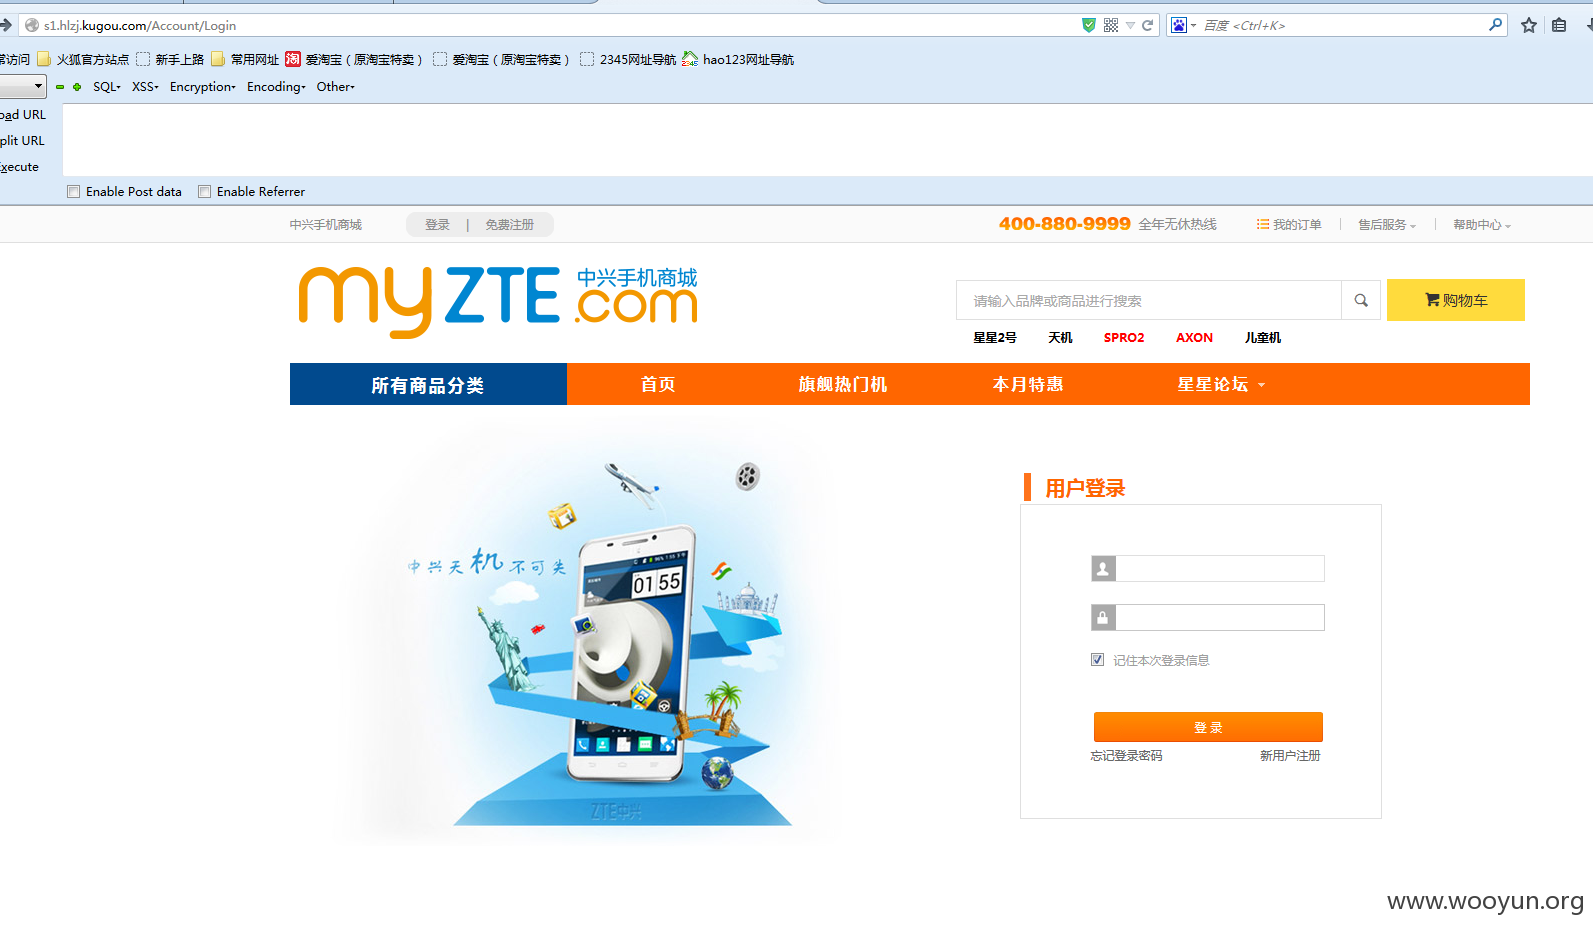 s1.hlzj.kugou.com/Account/Login
百度 <Ctrl+K>
常访问 火狐官方站点 新手上路 常用网址 爱淘宝（原淘宝特卖） 爱淘宝（原淘宝特卖） 2345网址导航 hao123网址导航
SQL XSS Encryption Encoding Other
oad URL
plit URL
xecute
Enable Post data Enable Referrer
中兴手机商城 登录 | 免费注册 400-880-9999 全年无休热线 我的订单 售后服务 帮助中心
myZTE.com 中兴手机商城
请输入品牌或商品进行搜索 购物车
星星2号 天机 SPRO2 AXON 儿童机
所有商品分类 首页 旗舰热门机 本月特惠 星星论坛
中兴天机不可失
01 55
ZTE中兴
用户登录
记住本次登录信息
登 录
忘记登录密码 新用户注册
www.wooyun.org